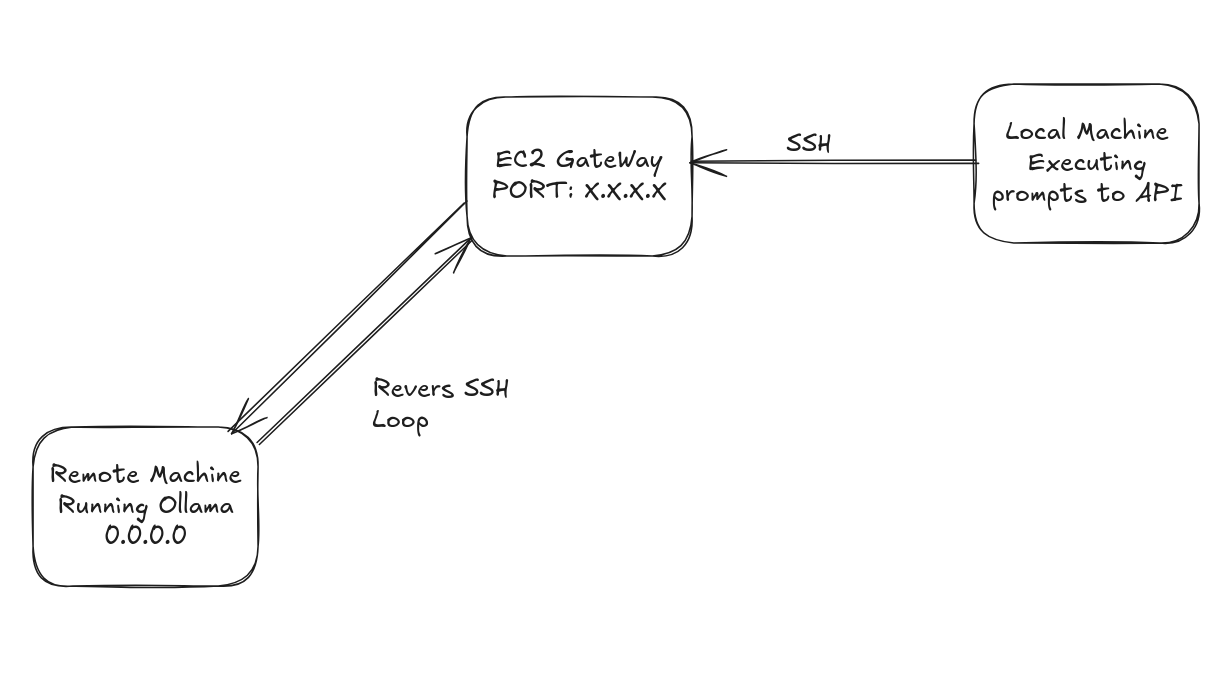 EC2 GateWay
PORT: X.X.X.X
SSH
Local Machine
Executing
prompts to API
Revers SSH
Loop
Remote Machine
Running Ollama
0.0.0.0